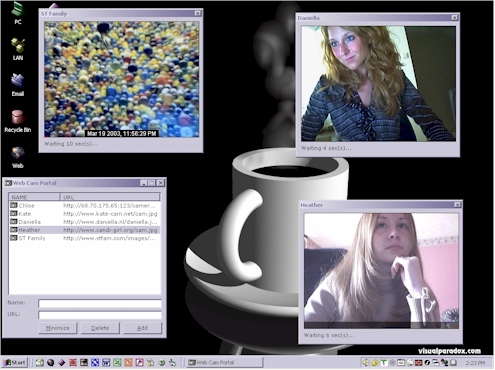 ST Family
Mar 19 2003, 11:56:29 PM
Waiting 10 sec(s)...
Daniella
Waiting 4 sec(s)...
PC
LAN
Email
Recycle Bin
Web
Web Cam Portal
NAME URL
Chloe http://68.70.175.65:123/camer...
Kate http://www.kate-cam.net/cam.jpg
Daniella http://www.daniella.nl/daniella.j...
Heather http://www.candi-girl.org/cam.jpg
ST Family http://www.stfam.com/images/...
Name:
URL:
Minimize Delete Add
Heather
Waiting 6 sec(s)...
visualparadox.com
Start
Web Cam Portal
2:23 PM